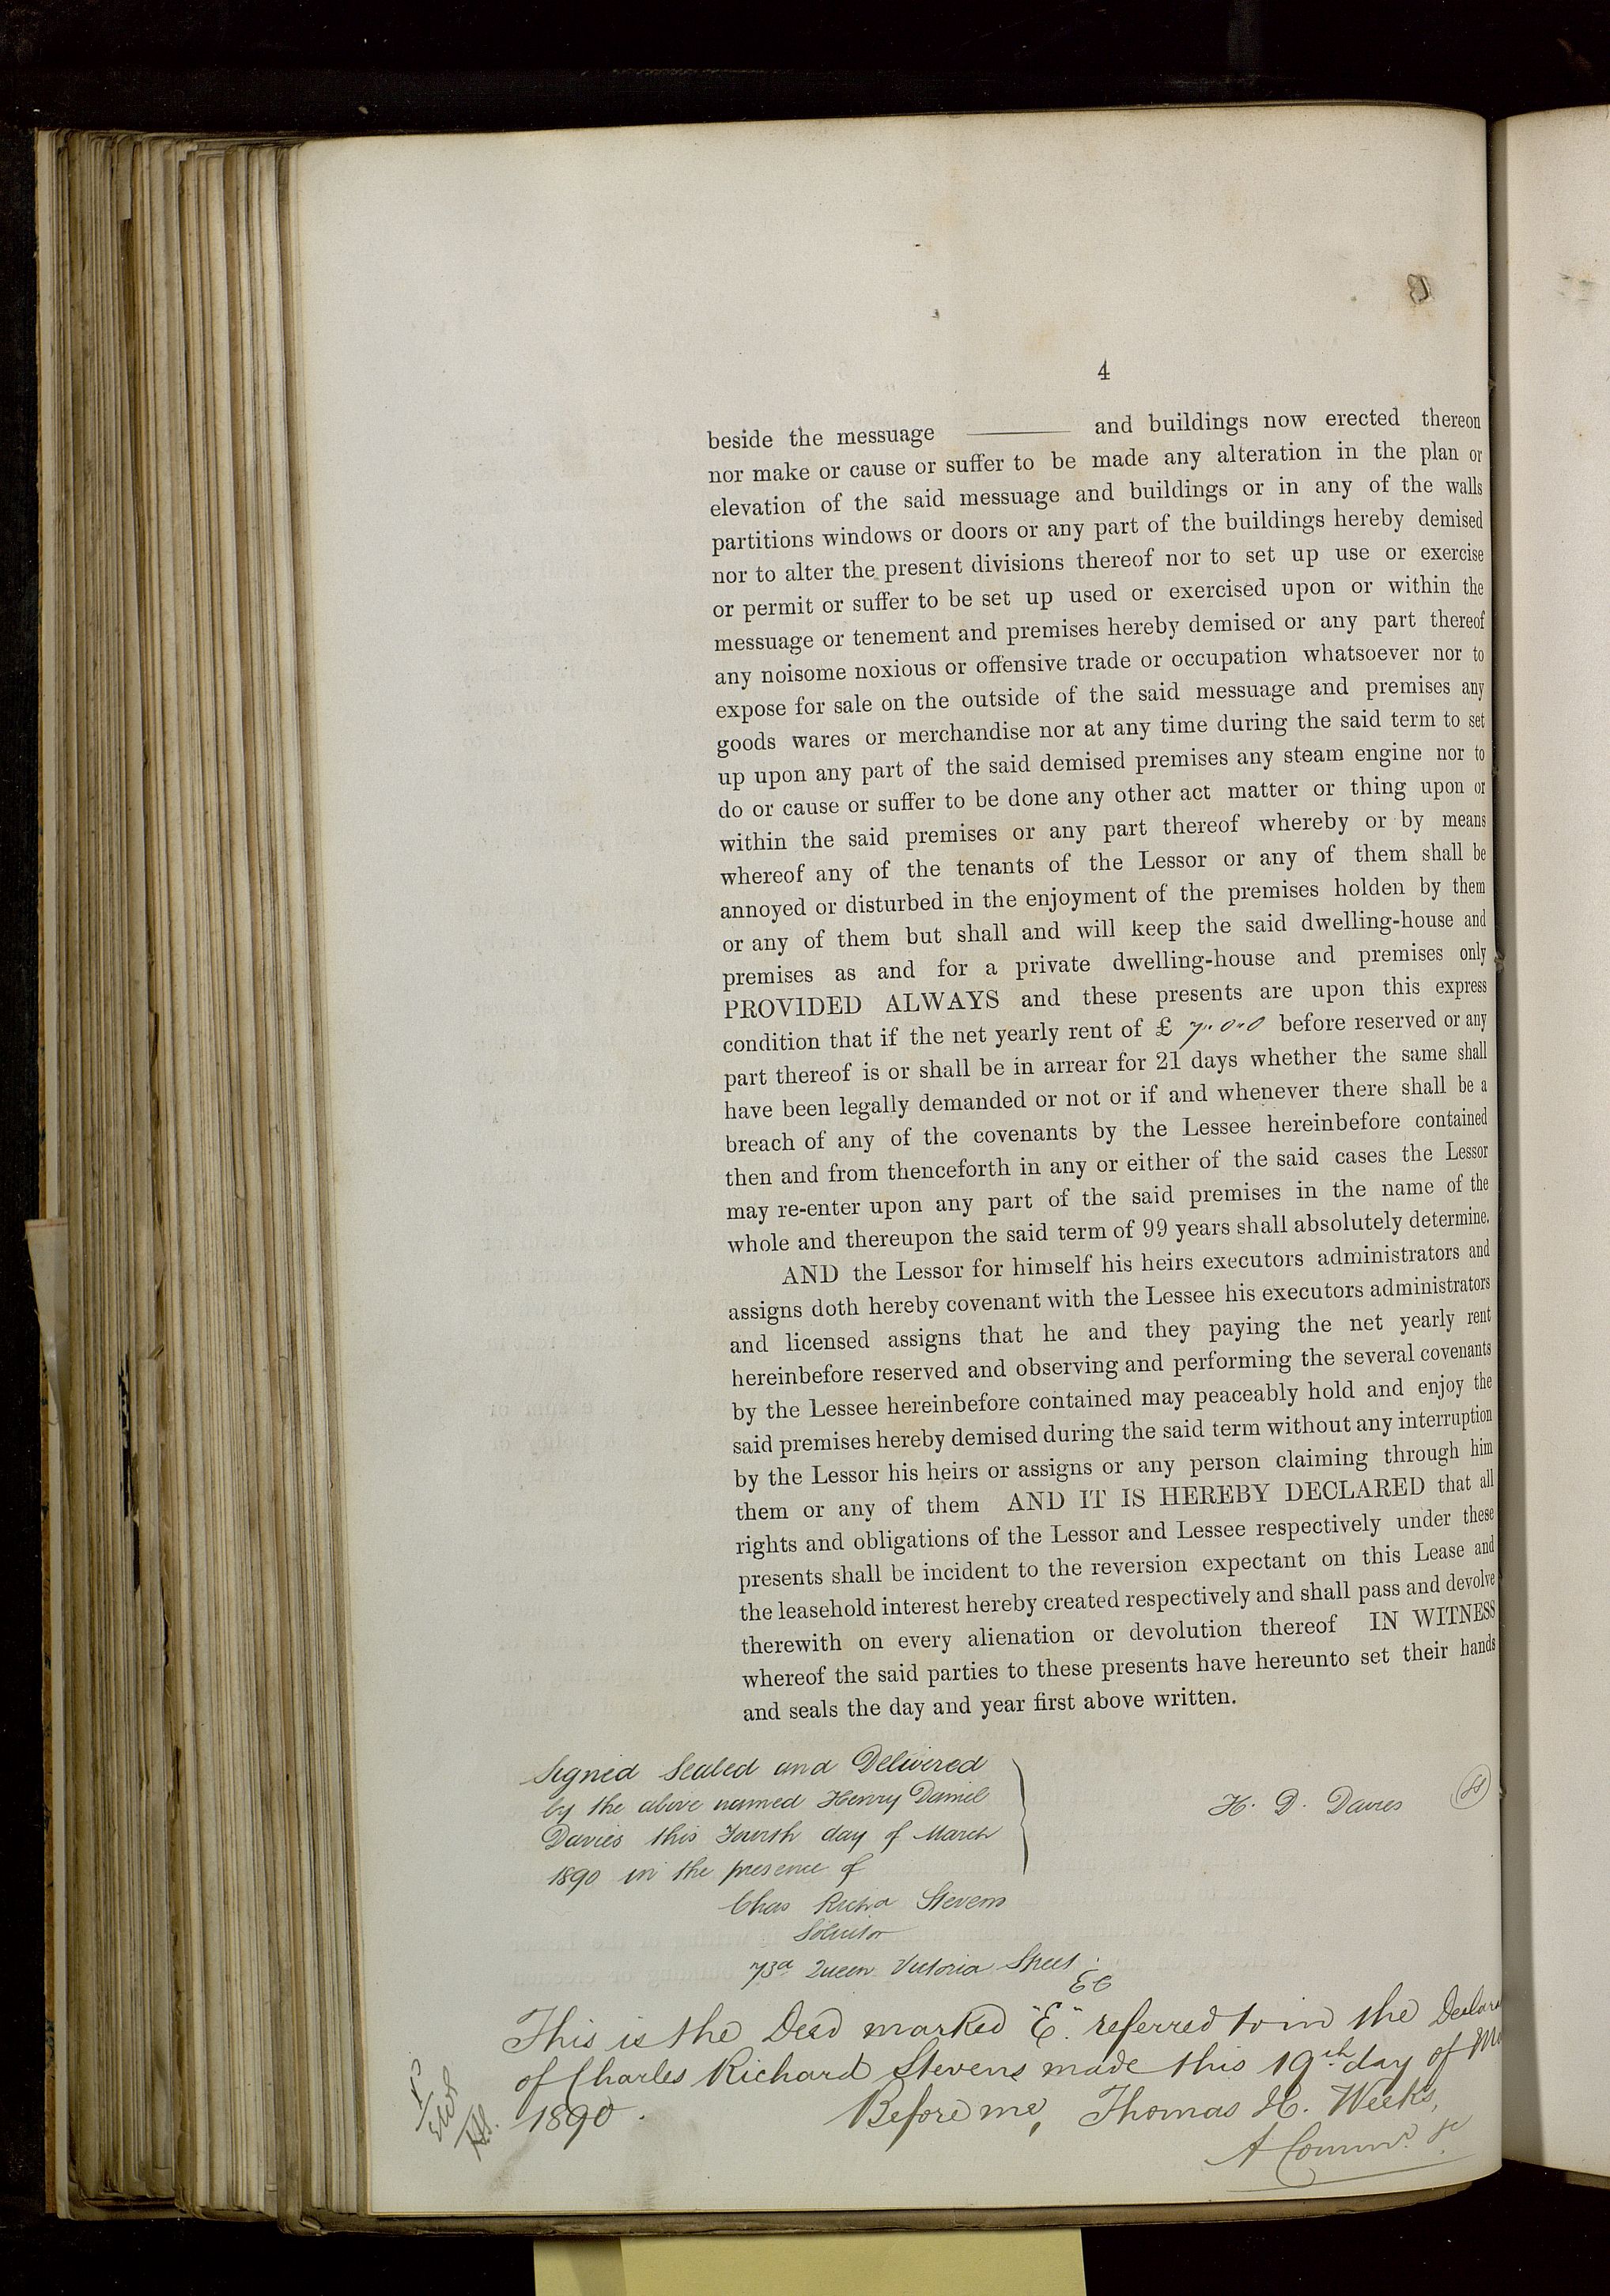 4
beside the messuage ——— and buildings now erected thereon
nor make or cause or suffer to be made any alteration in the plan or
elevation of the said messuage and buildings or in any of the walls
partitions windows or doors or any part of the buildings hereby demised
nor to alter the present divisions thereof nor to set up use or exercise
or permit or suffer to be set up used or exercised upon or within the
messuage or tenement and premises hereby demised or any part thereof
any noisome noxious or offensive trade or occupation whatsoever nor to
expose for sale on the outside of the said messuage and premises any
goods wares or merchandise nor at any time during the said term to set
up upon any part of the said demised premises any steam engine nor to
do or cause or suffer to be done any other act matter or thing upon or
within the said premises or any part thereof whereby or by means
whereof any of the tenants of the Lessor or any of them shall be
annoyed or disturbed in the enjoyment of the premises holden by them
or any of them but shall and will keep the said dwelling-house and
premises as and for a private dwelling-house and premises only
PROVIDED ALWAYS and these presents are upon this express
condition that if the net yearly rent of £ 7.0.0 before reserved or any
part thereof is or shall be in arrear for 21 days whether the same shall
have been legally demanded or not or if and whenever there shall be a
breach of any of the covenants by the Lessee hereinbefore contained
then and from thenceforth in any or either of the said cases the Lessor
may re-enter upon any part of the said premises in the name of the
whole and thereupon the said term of 99 years shall absolutely determine.
AND the Lessor for himself his heirs executors administrators and
assigns doth hereby covenant with the Lessee his executors administrators
and licensed assigns that he and they paying the net yearly rent
hereinbefore reserved and observing and performing the several covenants
by the Lessee hereinbefore contained may peaceably hold and enjoy the
said premises hereby demised during the said term without any interruption
by the Lessor his heirs or assigns or any person claiming through him
them or any of them AND IT IS HEREBY DECLARED that all
rights and obligations of the Lessor and Lessee respectively under these
presents shall be incident to the reversion expectant on this Lease and
the leasehold interest hereby created respectively and shall pass and devolve
therewith on every alienation or devolution thereof IN WITNESS
whereof the said parties to these presents have hereunto set their hands
and seals the day and year first above written.
Signed Sealed and Delivered
by the above named Henry Daniel
Davies this Fourth day of March
1890 in the presence of
H. D. Davies
Chas Richd Stevens
Solicitor
73a Queen Victoria Street
EC
This is the Deed marked "E." referred to in the Declara
of Charles Richard Stevens made this 19th day of Ma
1890.
Before me, Thomas H. Weeks,
A Commr. &c